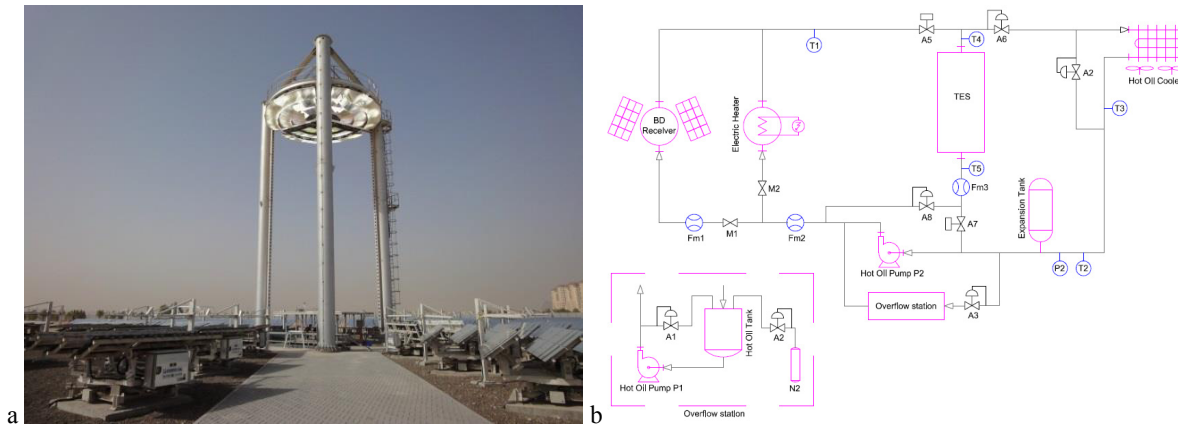 a
b
T1
A5
T4
A6
A2
Hot Oil Coole
T3
BD
Receiver
Electric Heater
TES
T5
Fm3
M2
A8
A7
Expansion Tank
Fm1
M1
Fm2
Hot Oil Pump P2
P2
T2
Overflow station
A3
A1
Hot Oil Tank
A2
Hot Oil Pump P1
N2
Overflow station